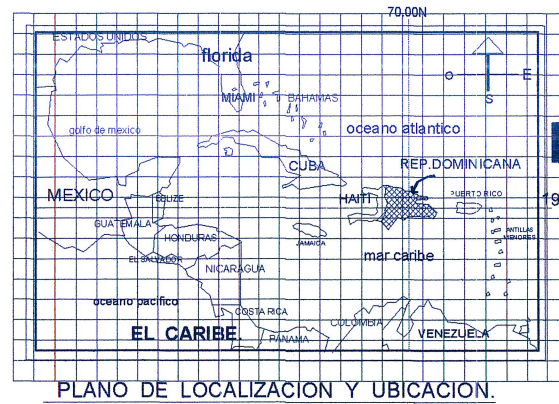 70.00N
ESTADOS UNIDOS
florida
MIAMI
BAHAMAS
O
E
S
golfo de mexico
oceano atlantico
CUBA
REP.DOMINICANA
MEXICO
BELIZE
HAITI
PUERTO RICO
19
GUATEMALA
HONDURAS
JAMAICA
ANTILLAS
MENORES
EL SALVADOR
NICARAGUA
mar caribe
oceano pacifico
COSTA RICA
COLOMBIA
EL CARIBE.
PANAMA
VENEZUELA
PLANO DE LOCALIZACION Y UBICACION.